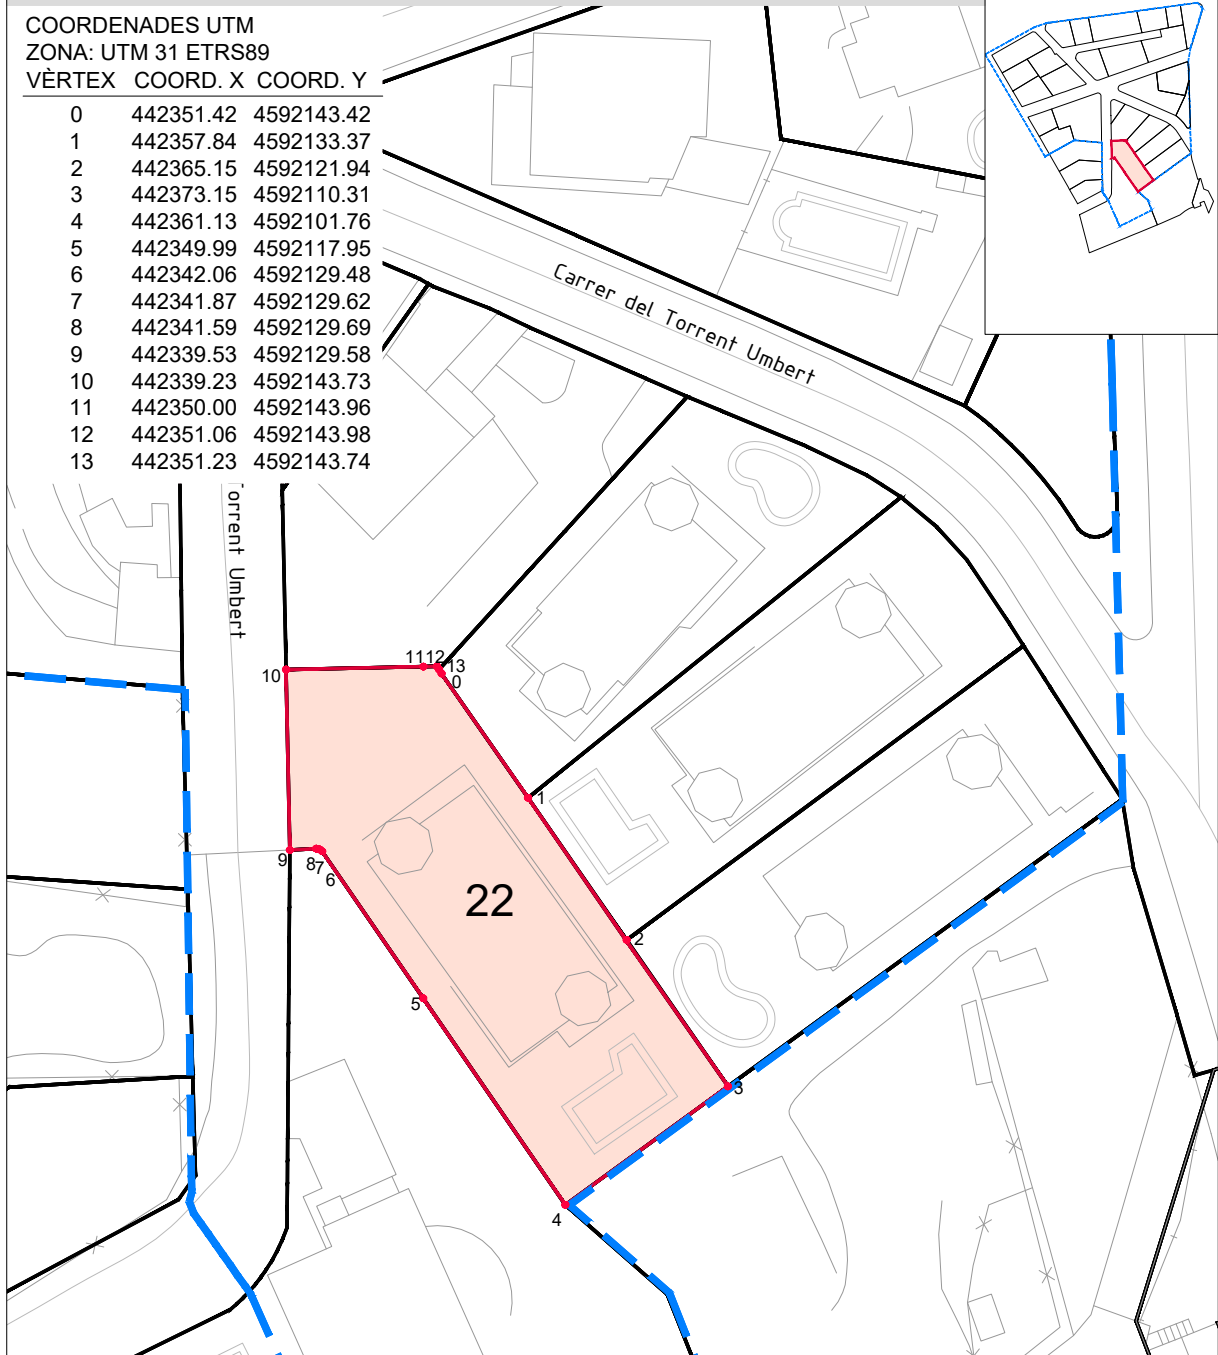 COORDENADES UTM
ZONA: UTM 31 ETRS89
VÈRTEX COORD. X COORD. Y
0 442351.42 4592143.42
1 442357.84 4592133.37
2 442365.15 4592121.94
3 442373.15 4592110.31
4 442361.13 4592101.76
5 442349.99 4592117.95
6 442342.06 4592129.48
7 442341.87 4592129.62
8 442341.59 4592129.69
9 442339.53 4592129.58
10 442339.23 4592143.73
11 442350.00 4592143.96
12 442351.06 4592143.98
13 442351.23 4592143.74
Carrer del Torrent Umbert
Torrent Umbert
11
12
13
0
10
1
9
8
7
6
22
2
5
3
4